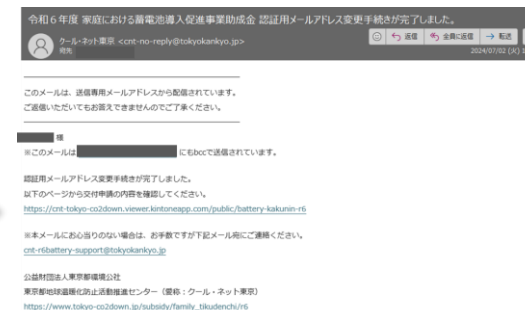 令和６年度 家庭における蓄電池導入促進事業助成金 認証用メールアドレス変更手続きが完了しました。
クール・ネット東京 <cnt-no-reply@tokyokankyo.jp>
宛先
返信 全員に返信 転送
2024/07/02 (火)
このメールは、送信専用メールアドレスから配信されています。
ご返信いただいてもお答えできませんのでご了承ください。
様
※このメールは にもbccで送信されています。
認証用メールアドレス変更手続きが完了しました。
以下のページから交付申請の内容を確認してください。
https://cnt-tokyo-co2down.viewer.kintoneapp.com/public/battery-kakunin-r6
※本メールにお心当りのない場合は、お手数ですが下記メール宛にご連絡ください。
cnt-r6battery-support@tokyokankyo.jp
公益財団法人東京都環境公社
東京都地球温暖化防止活動推進センター（愛称：クール・ネット東京）
https://www.tokyo-co2down.jp/subsidy/family_tikudenchi/r6